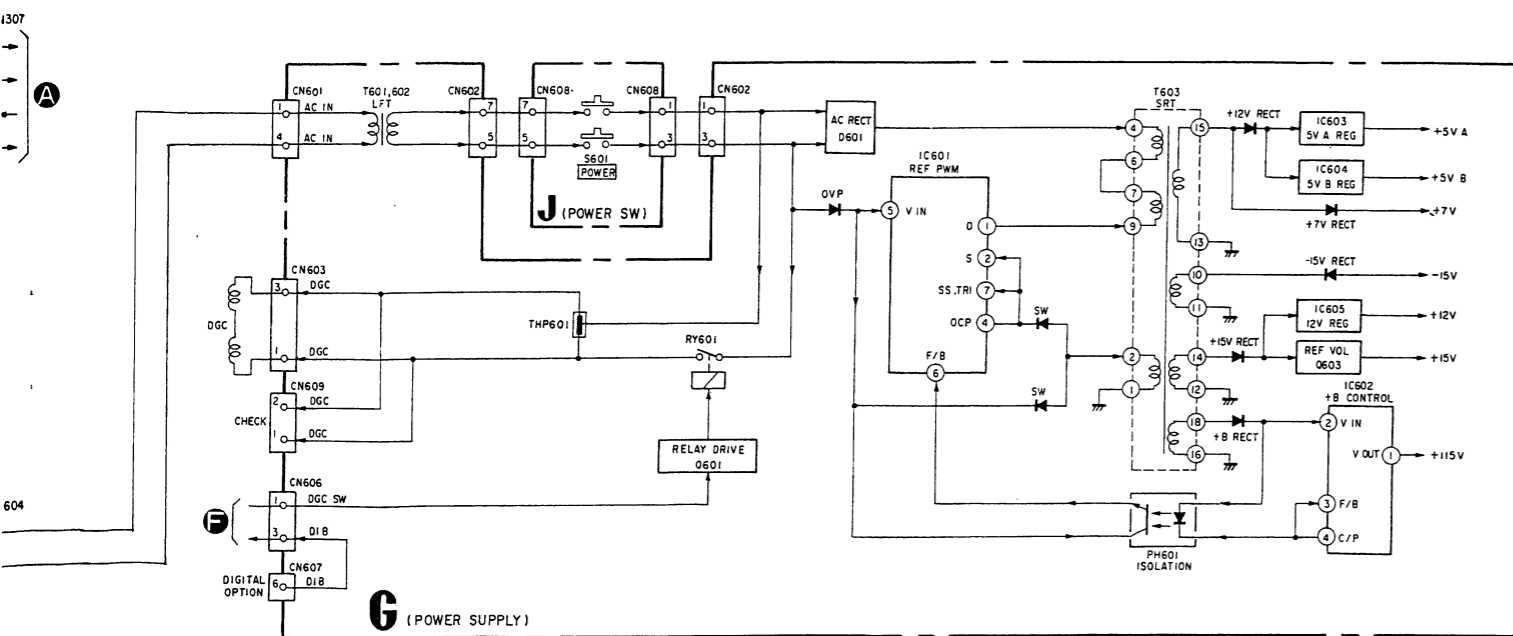 A
CN601
1 AC IN
4 AC IN
T601,602
LFT
CN602
7
5
CN608
7
5
S601
POWER
CN608
1
3
CN602
1
3
J (POWER SW)
AC RECT
D601
IC601
REF PWM
OVP
5 V IN
D 1
S 2
SS.TRI 7
OCP 4
F/B
6
SW
SW
T603
SRT
4
6
7
9
2
1
15
13
10
11
14
12
18
16
+12V RECT
IC603
5V A REG
+5V A
IC604
5V B REG
+5V B
+7V RECT
+7V
-15V RECT
-15V
IC605
12V REG
+12V
+15V RECT
REF VOL
Q603
+15V
IC602
+B CONTROL
+B RECT
2 V IN
V OUT 1
+115V
3 F/B
4 C/P
PH601
ISOLATION
CN603
3 DGC
DGC
1 DGC
THP601
RY601
CN609
2 DGC
CHECK
1 DGC
RELAY DRIVE
Q601
604
CN606
1 DGC SW
F
3 DIB
CN607
DIGITAL
OPTION
6 DIB
G (POWER SUPPLY)